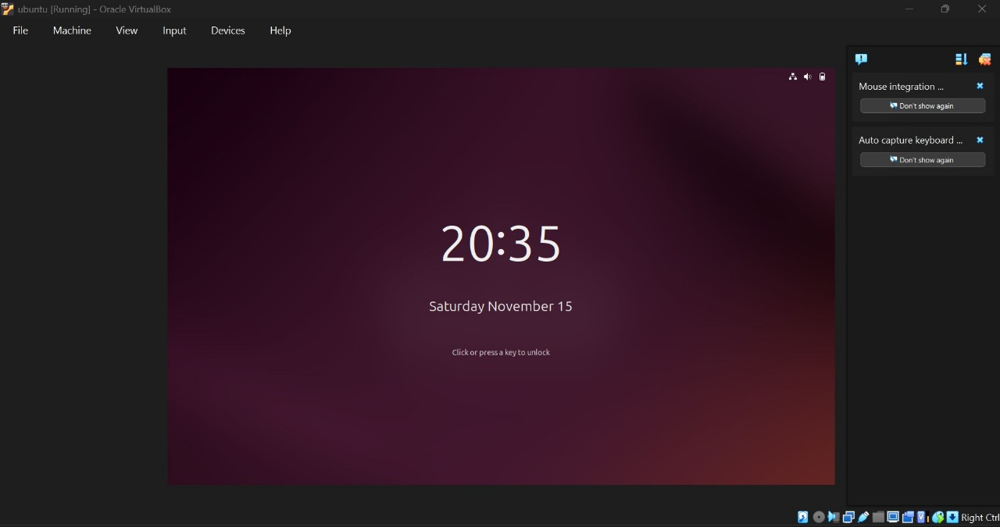 ubuntu [Running] - Oracle VirtualBox
File Machine View Input Devices Help
Mouse integration ...
Don't show again
Auto capture keyboard ...
Don't show again
20:35
Saturday November 15
Click or press a key to unlock
Right Ctrl